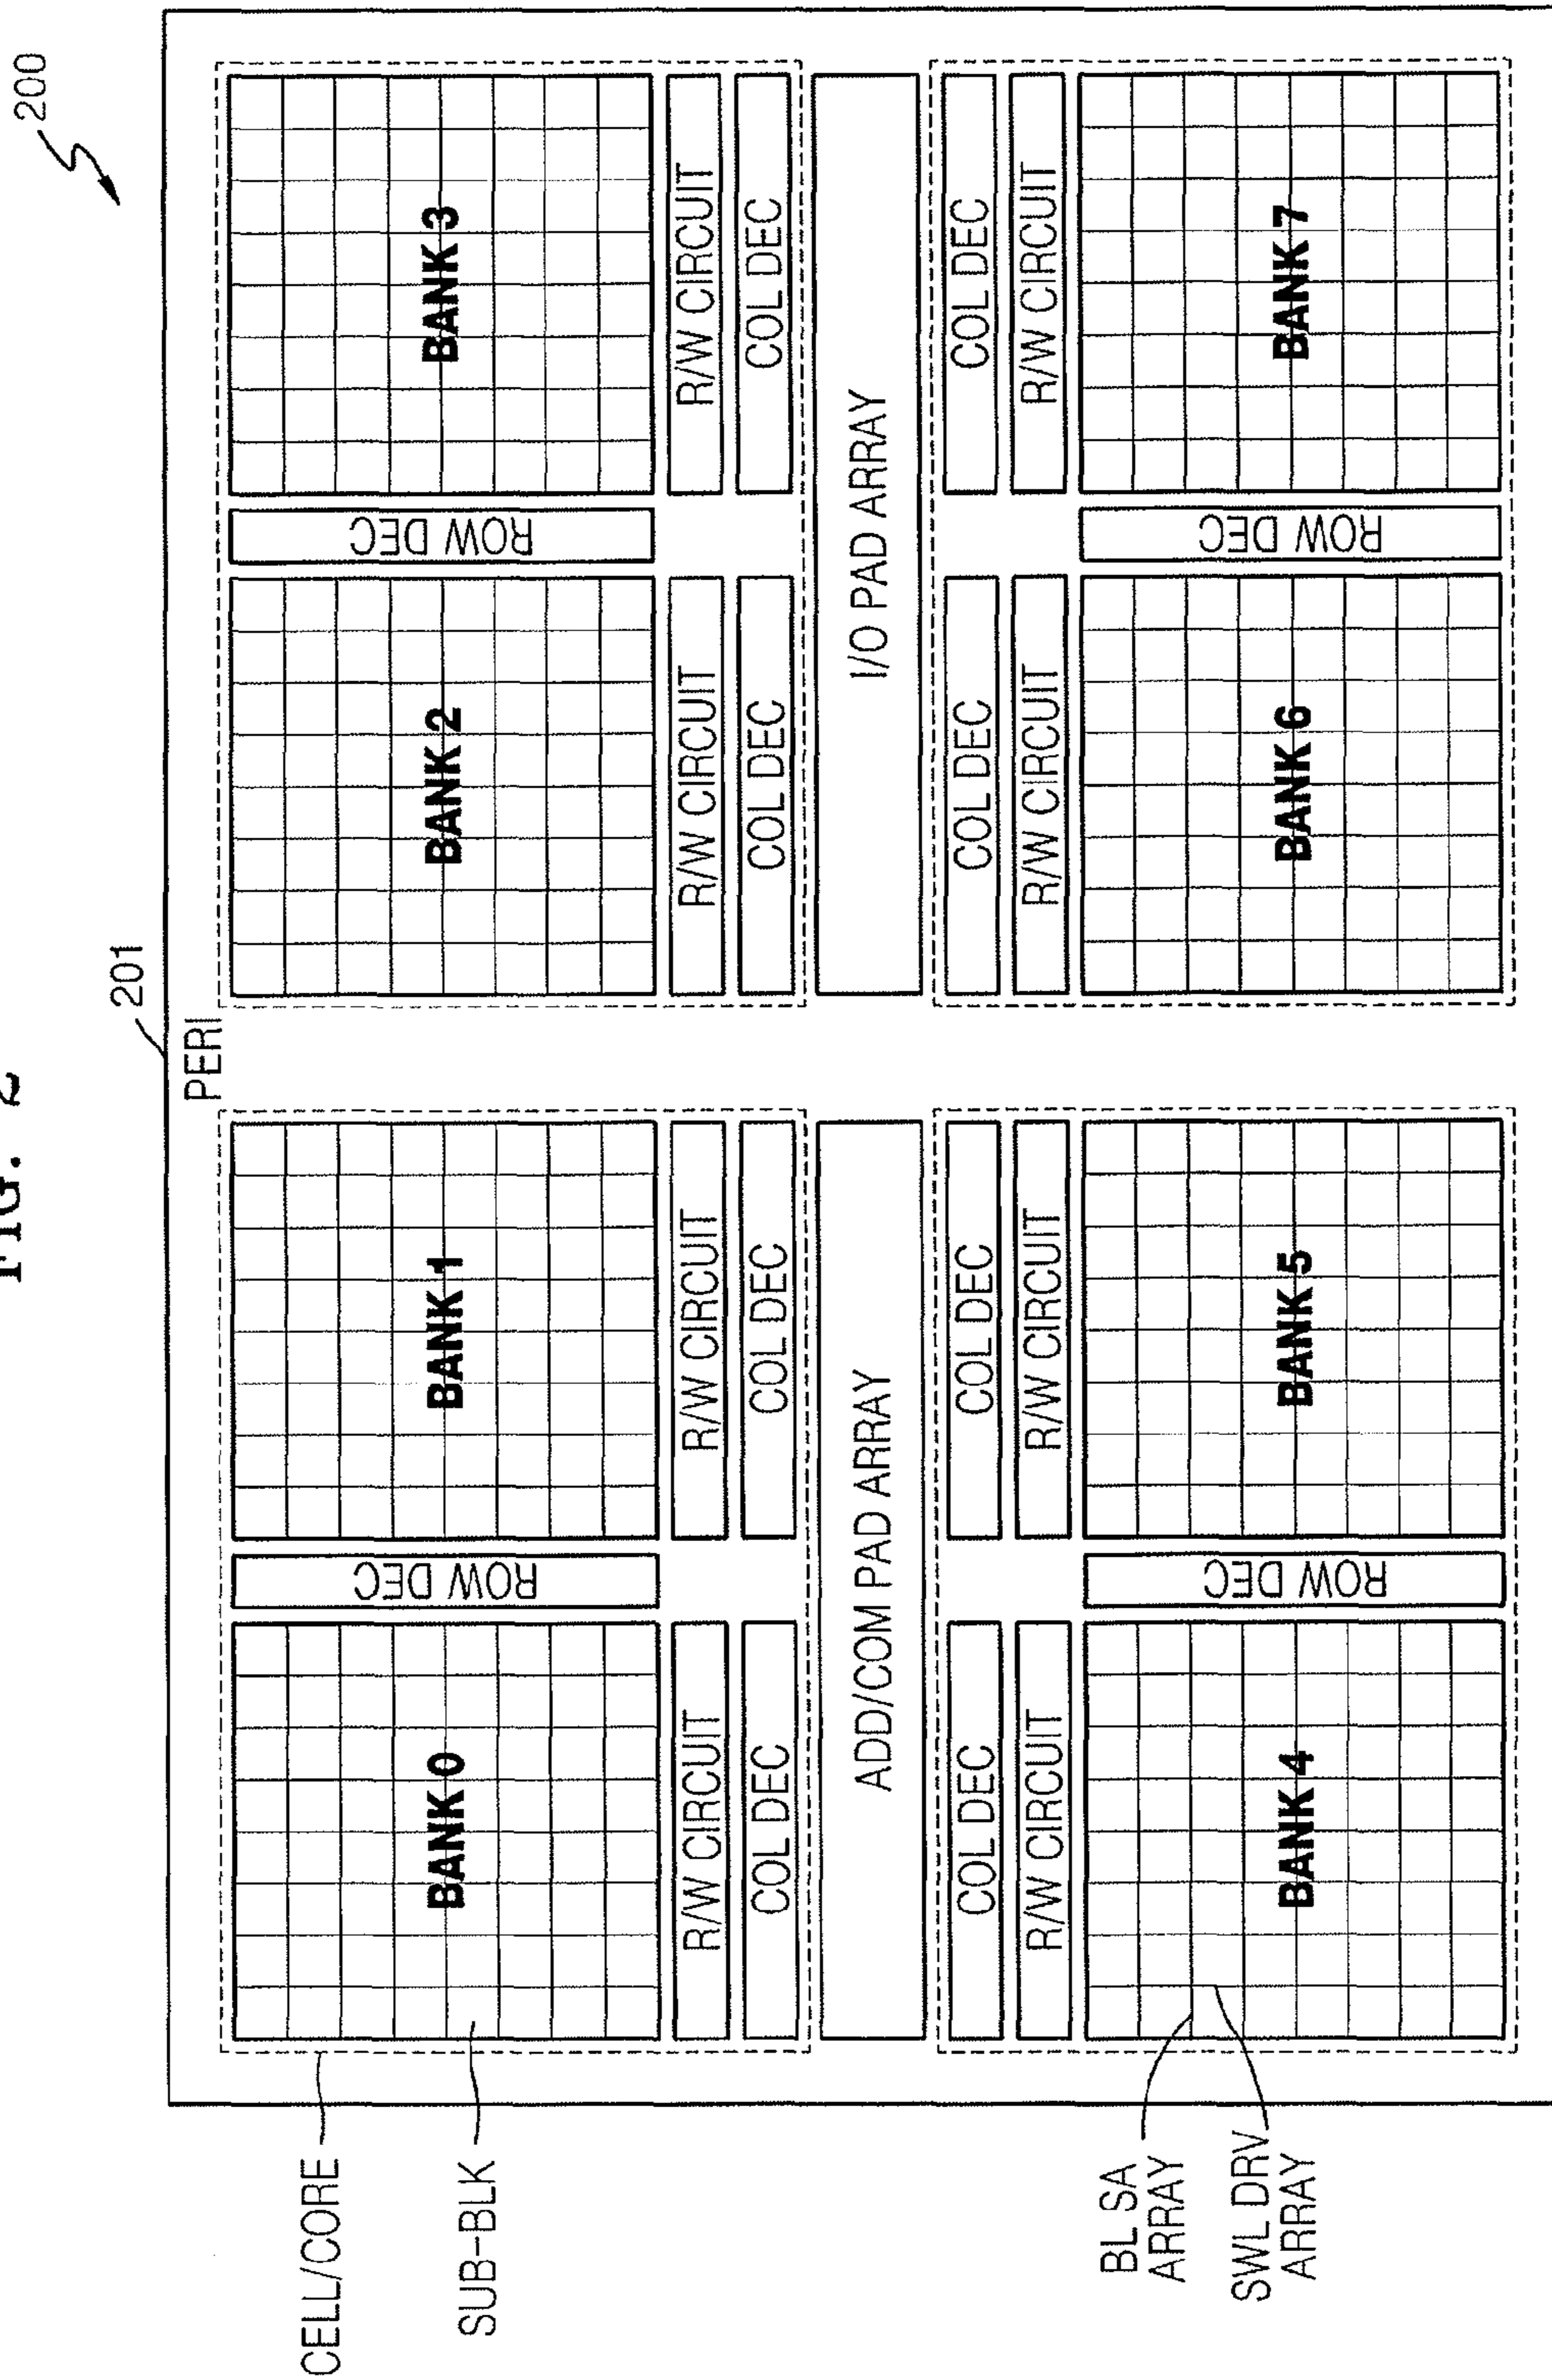 FIG. 2
200
201
PERI
CELL/CORE
SUB-BLK
BANK 0
ROW DEC
BANK 1
BANK 2
ROW DEC
BANK 3
R/W CIRCUIT
R/W CIRCUIT
R/W CIRCUIT
R/W CIRCUIT
COL DEC
COL DEC
COL DEC
COL DEC
ADD/COM PAD ARRAY
I/O PAD ARRAY
COL DEC
COL DEC
COL DEC
COL DEC
R/W CIRCUIT
R/W CIRCUIT
R/W CIRCUIT
R/W CIRCUIT
BL SA
ARRAY
SWL DRV
ARRAY
BANK 4
ROW DEC
BANK 5
BANK 6
ROW DEC
BANK 7